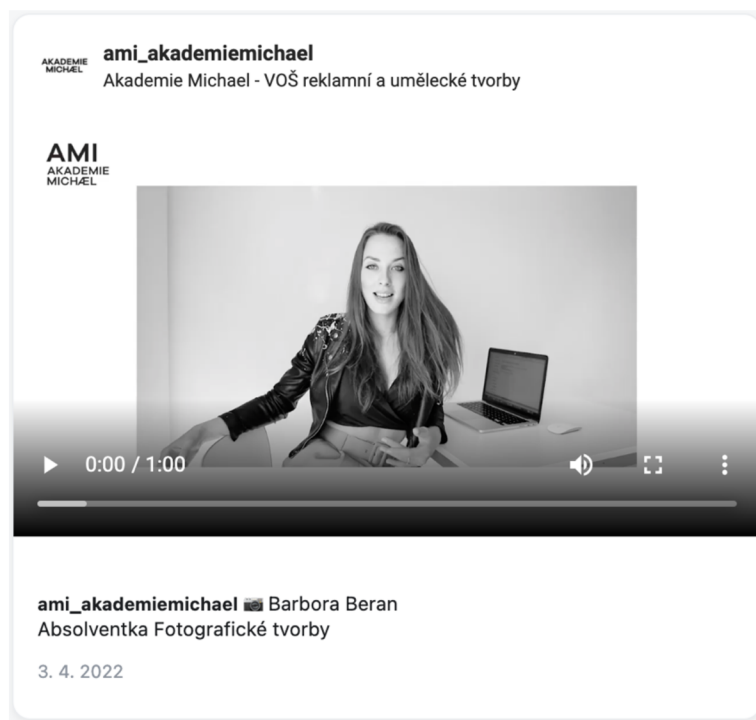 AKADEMIE
MICHÆL
ami_akademiemichael
Akademie Michael - VOŠ reklamní a umělecké tvorby
AMI
AKADEMIE
MICHÆL
0:00 / 1:00
ami_akademiemichael 📷 Barbora Beran
Absolventka Fotografické tvorby
3. 4. 2022